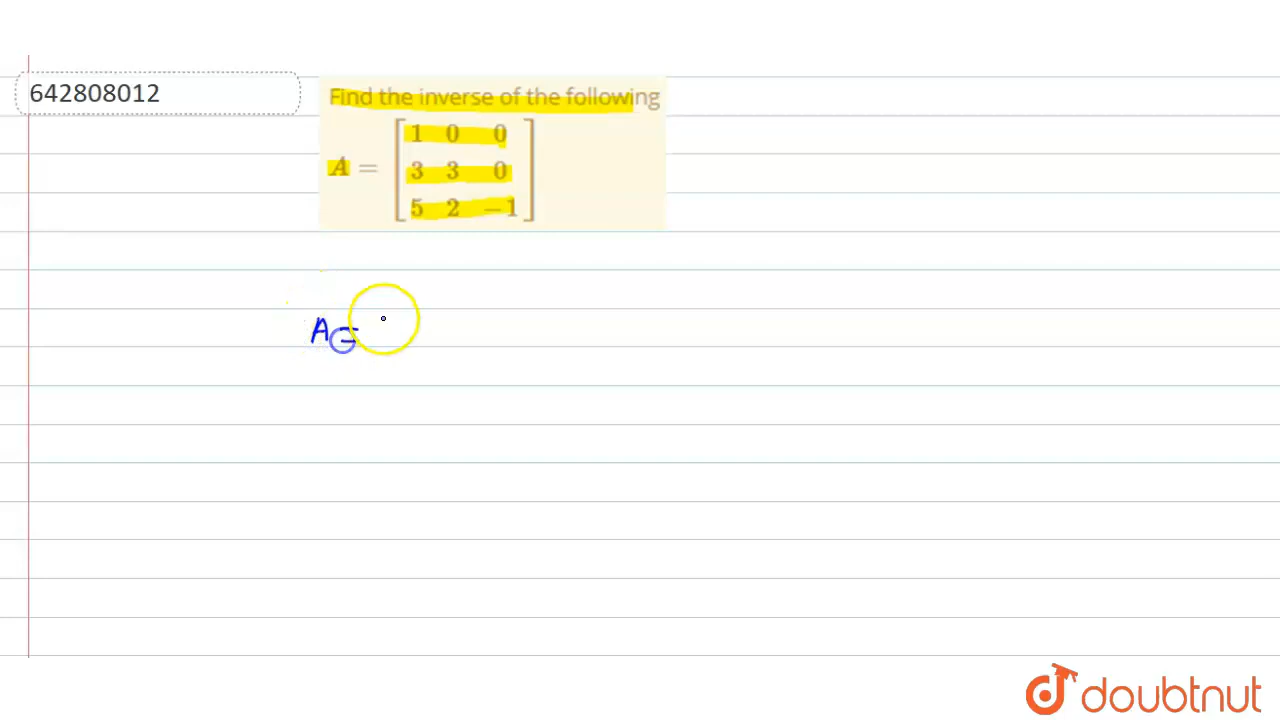 642808012
Find the inverse of the following
A = [ 1 0 0
3 3 0
5 2 −1 ]
A =
doubtnut